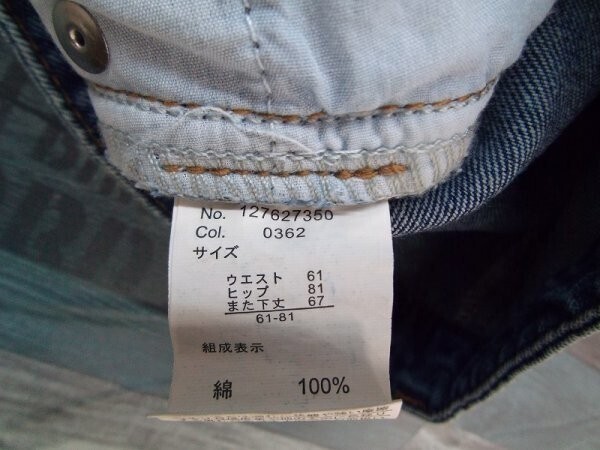 No. 127627350
Col. 0362
サイズ
ウエスト 61
ヒップ 81
また下丈 67
61-81
組成表示
綿 100%